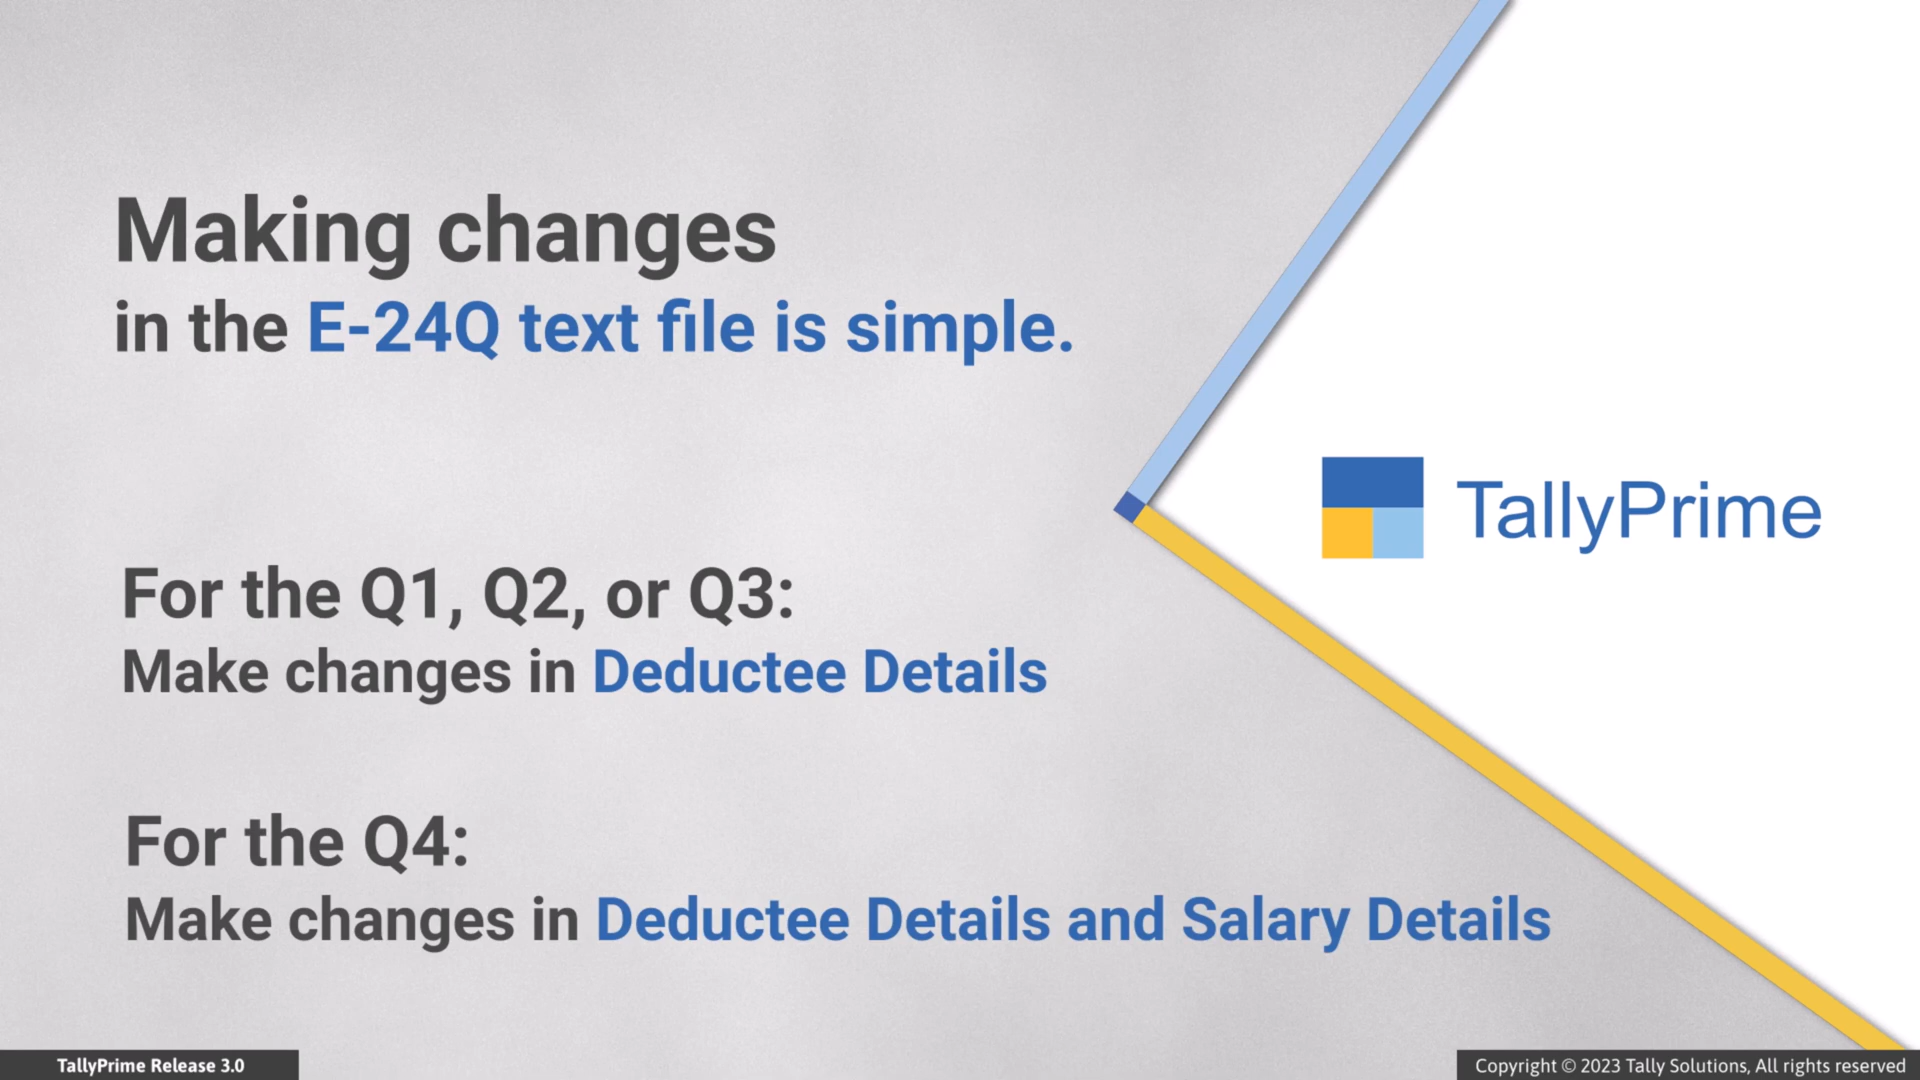 Making changes
in the E-24Q text file is simple.
TallyPrime
For the Q1, Q2, or Q3:
Make changes in Deductee Details
For the Q4:
Make changes in Deductee Details and Salary Details
TallyPrime Release 3.0
Copyright © 2023 Tally Solutions, All rights reserved